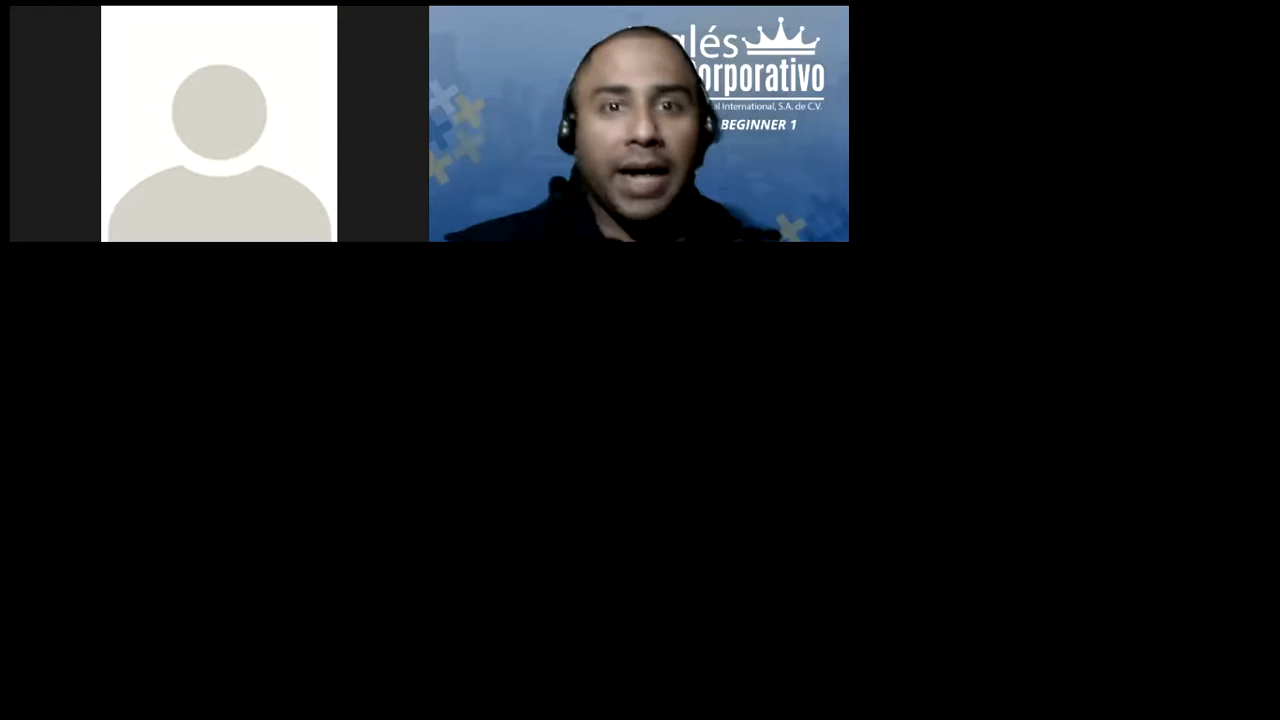 glés
orporativo
al International, S.A. de C.V.
BEGINNER 1